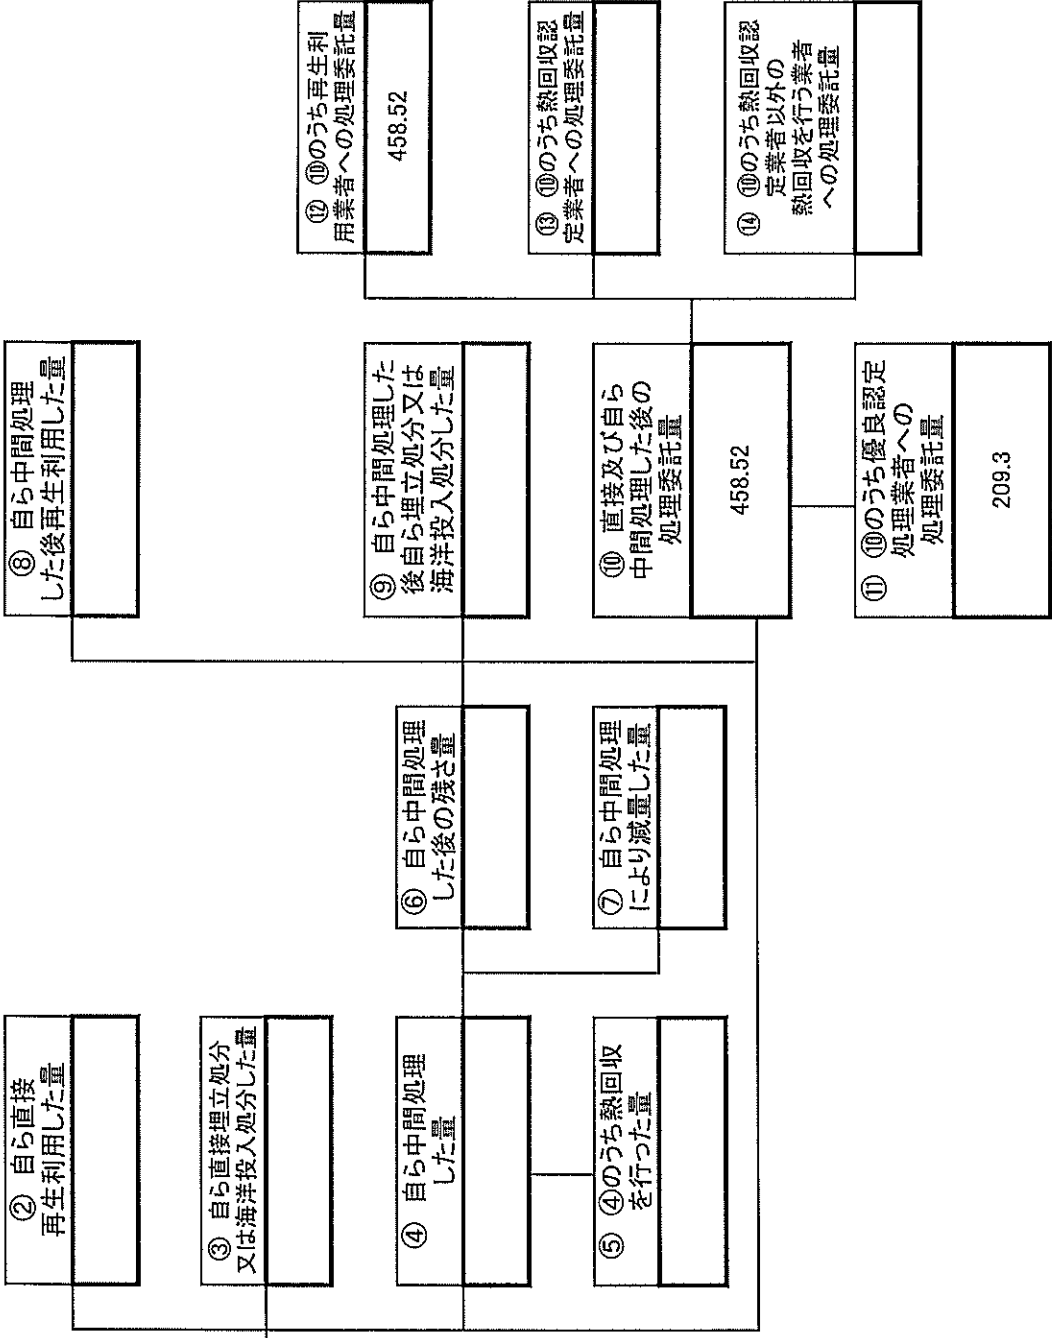 ② 自ら直接
再生利用した量
③ 自ら直接埋立処分
又は海洋投入処分した量
④ 自ら中間処理
した量
⑤ ④のうち熱回収
を行った量
⑥ 自ら中間処理
した後の残さ量
⑦ 自ら中間処理
により減量した量
⑧ 自ら中間処理
した後再生利用した量
⑨ 自ら中間処理した
後自ら埋立処分又は
海洋投入処分した量
⑩ 直接及び自ら
中間処理した後の
処理委託量
458.52
⑪ ⑩のうち優良認定
処理業者への
処理委託量
209.3
⑫ ⑩のうち再生利
用業者への処理委託量
458.52
⑬ ⑩のうち熱回収認
定業者への処理委託量
⑭ ⑩のうち熱回収認
定業者以外の
熱回収を行う業者
への処理委託量